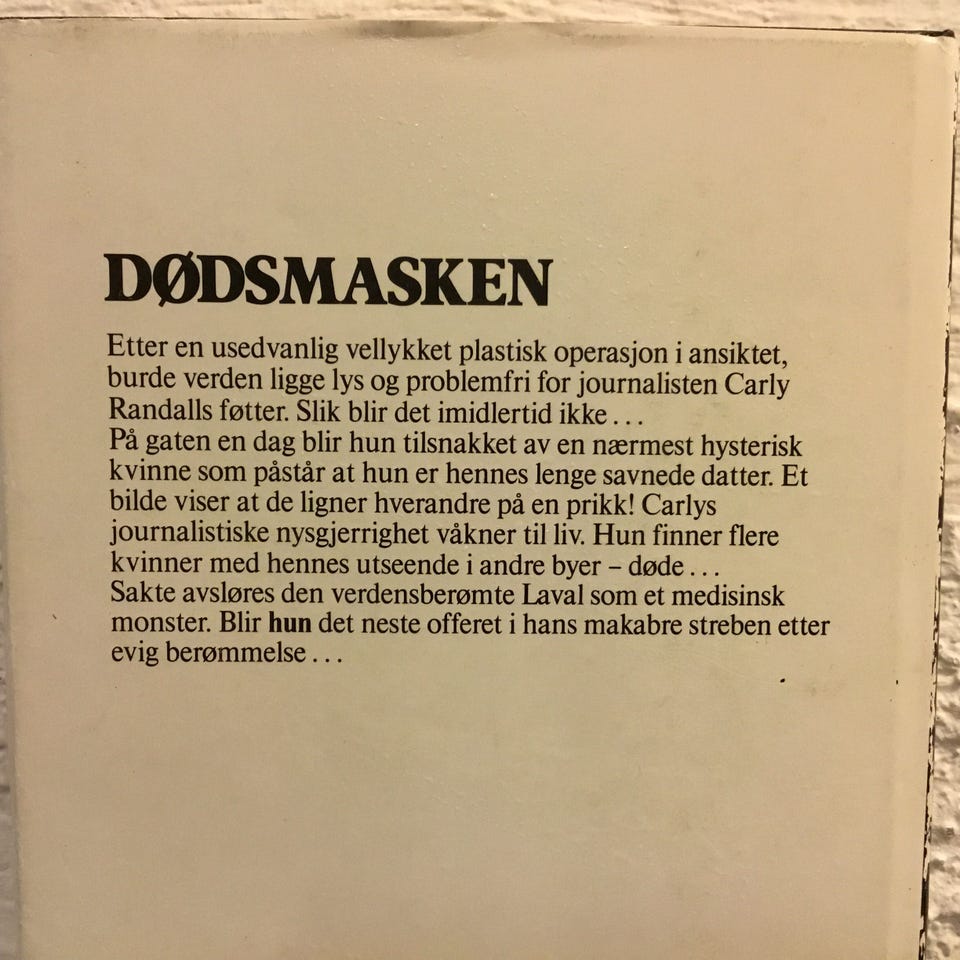 DØDSMASKEN
Etter en usedvanlig vellykket plastisk operasjon i ansiktet,
burde verden ligge lys og problemfri for journalisten Carly
Randalls føtter. Slik blir det imidlertid ikke . . .
På gaten en dag blir hun tilsnakket av en nærmest hysterisk
kvinne som påstår at hun er hennes lenge savnede datter. Et
bilde viser at de ligner hverandre på en prikk! Carlys
journalistiske nysgjerrighet våkner til liv. Hun finner flere
kvinner med hennes utseende i andre byer – døde . . .
Sakte avsløres den verdensberømte Laval som et medisinsk
monster. Blir hun det neste offeret i hans makabre streben etter
evig berømmelse . . .